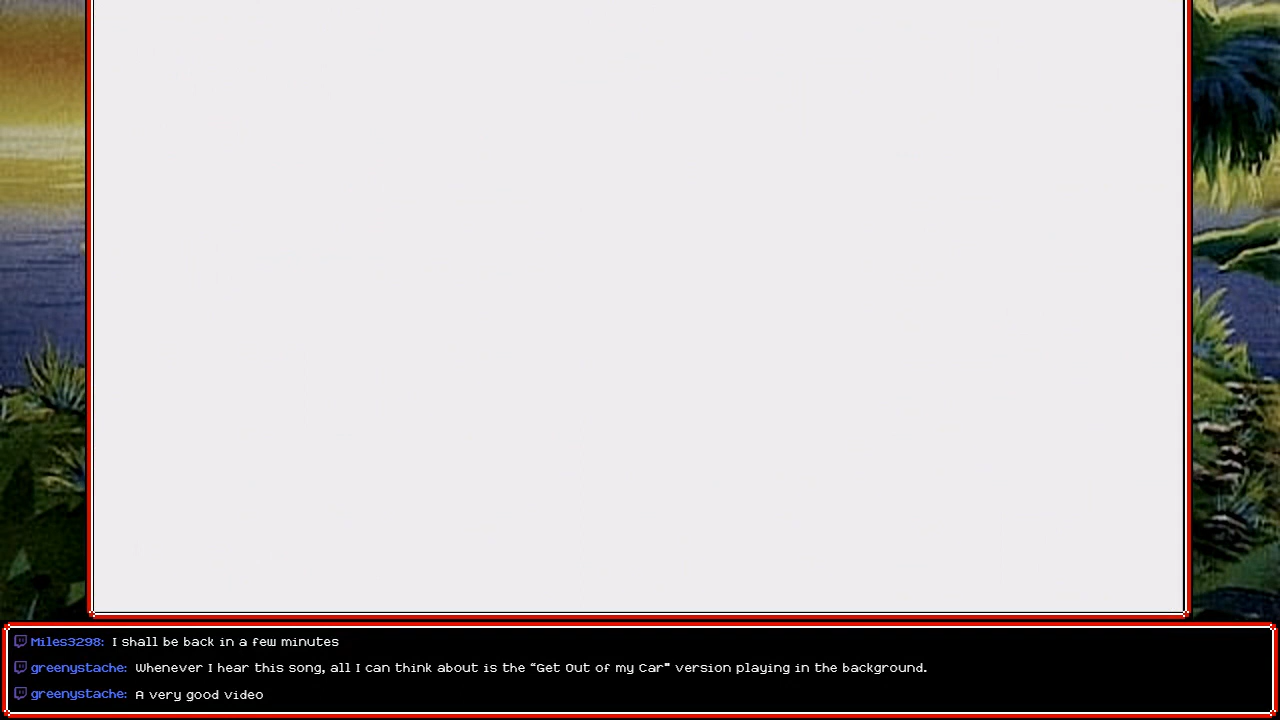 Miles3298: I shall be back in a few minutes
greenystache: Whenever I hear this song, all I can think about is the “Get Out of my Car” version playing in the background.
greenystache: A very good video